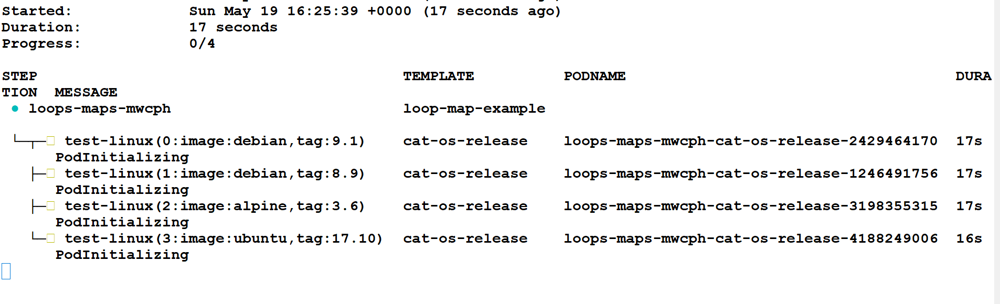 Started:            Sun May 19 16:25:39 +0000 (17 seconds ago)
Duration:           17 seconds
Progress:           0/4
STEP                TEMPLATE            PODNAME            DURA
TION  MESSAGE
● loops-maps-mwcph            loop-map-example
└─┬─ test-linux(0:image:debian,tag:9.1)    cat-os-release    loops-maps-mwcph-cat-os-release-2429464170  17s
PodInitializing
├─ test-linux(1:image:debian,tag:8.9)    cat-os-release    loops-maps-mwcph-cat-os-release-1246491756  17s
PodInitializing
├─ test-linux(2:image:alpine,tag:3.6)    cat-os-release    loops-maps-mwcph-cat-os-release-3198355315  17s
PodInitializing
└─ test-linux(3:image:ubuntu,tag:17.10)  cat-os-release    loops-maps-mwcph-cat-os-release-4188249006  16s
PodInitializing